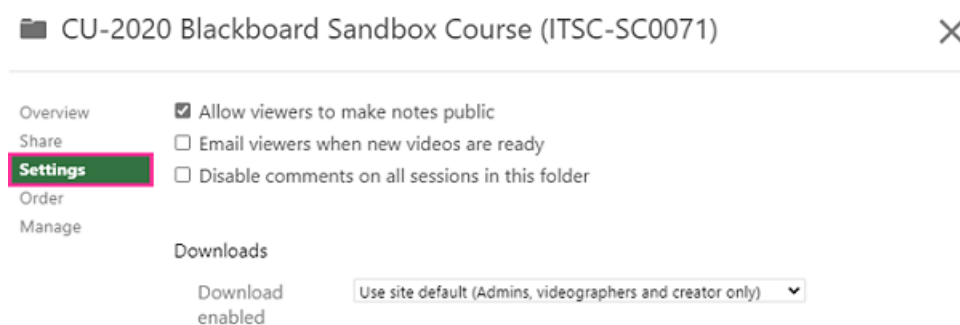 CU-2020 Blackboard Sandbox Course (ITSC-SC0071)
Overview
Share
Settings
Order
Manage
Allow viewers to make notes public
Email viewers when new videos are ready
Disable comments on all sessions in this folder
Downloads
Download enabled
Use site default (Admins, videographers and creator only)